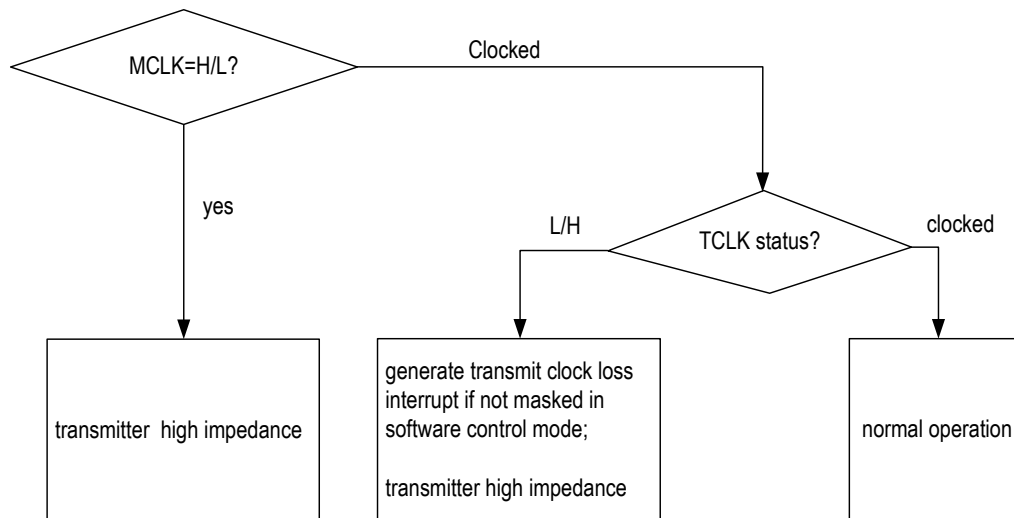 MCLK=H/L?
Clocked
yes
L/H
TCLK status?
clocked
transmitter high impedance
generate transmit clock loss
interrupt if not masked in
software control mode;
transmitter high impedance
normal operation